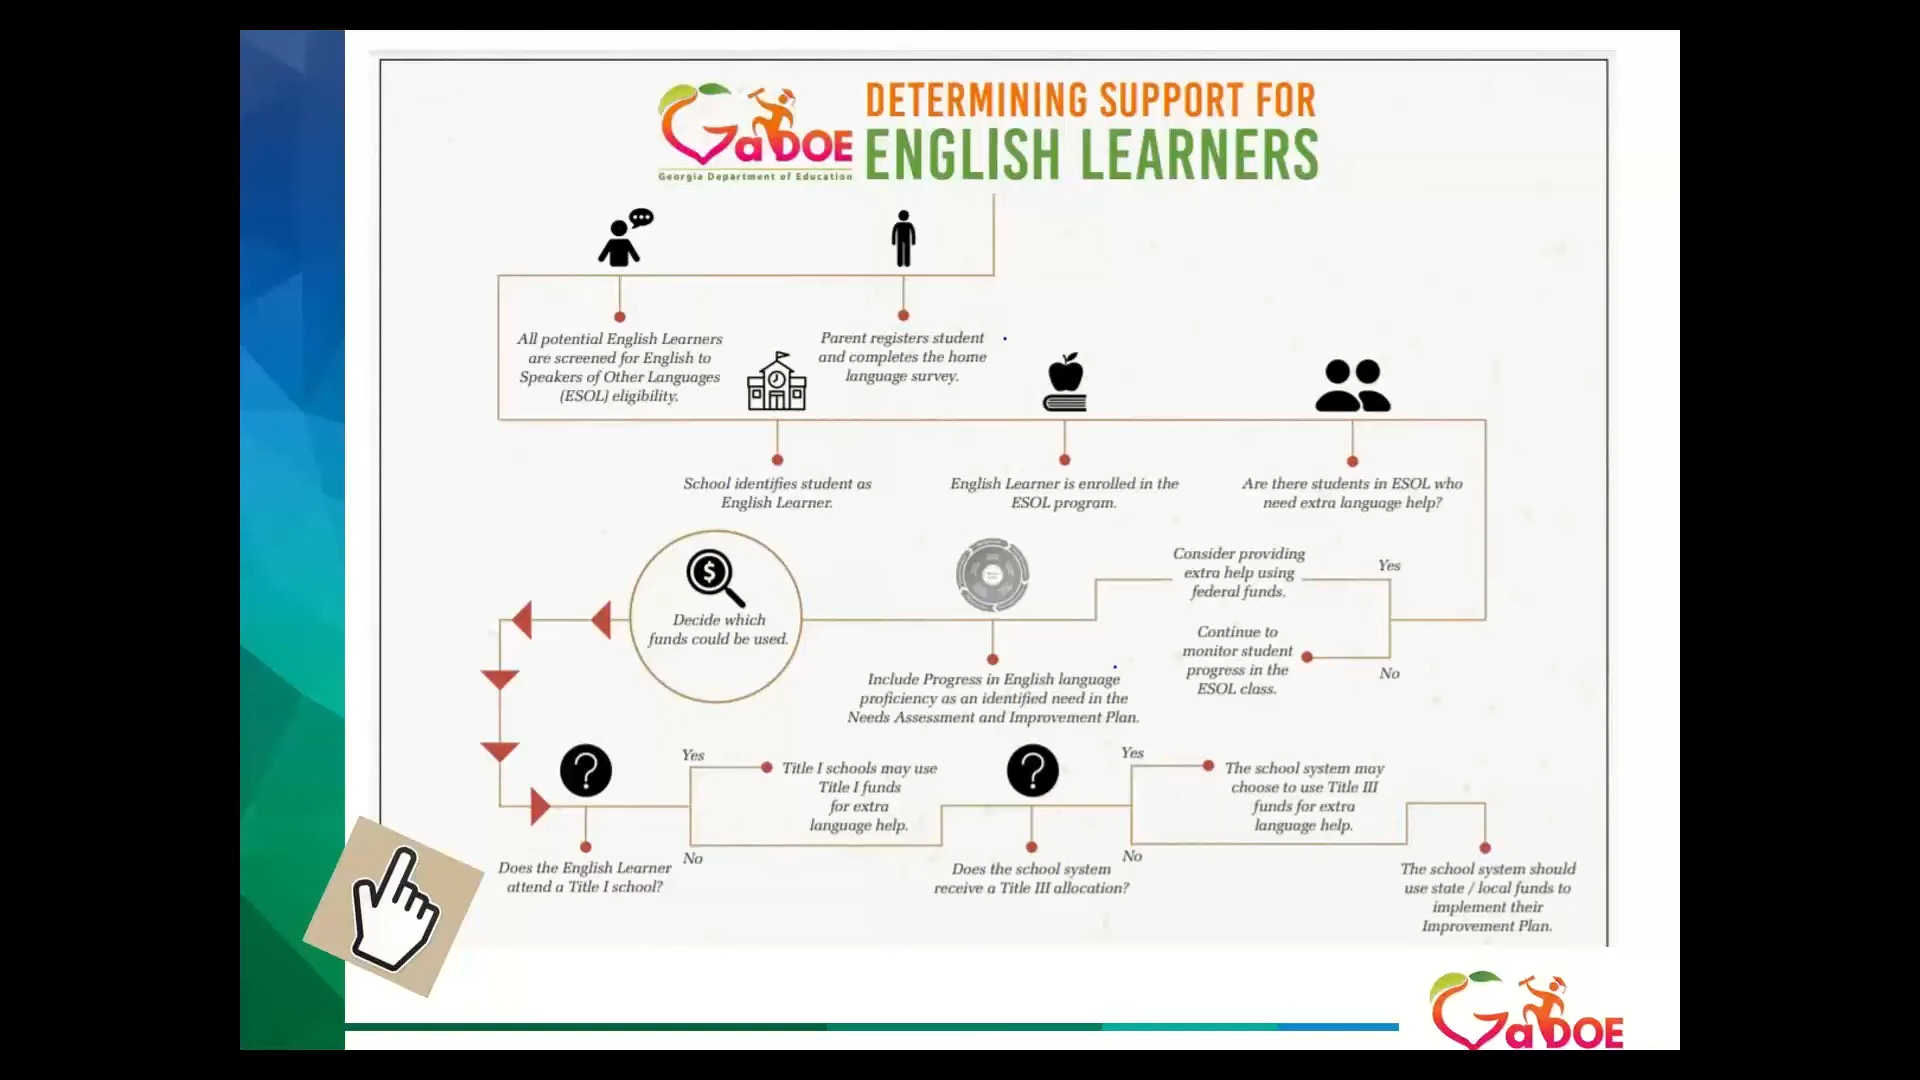 GaDOE
Georgia Department of Education
DETERMINING SUPPORT FOR
ENGLISH LEARNERS
All potential English Learners
are screened for English to
Speakers of Other Languages
(ESOL) eligibility.
Parent registers student
and completes the home
language survey.
School identifies student as
English Learner.
English Learner is enrolled in the
ESOL program.
Are there students in ESOL who
need extra language help?
$
Decide which
funds could be used.
Include Progress in English language
proficiency as an identified need in the
Needs Assessment and Improvement Plan.
Consider providing
extra help using
federal funds.
Yes
Continue to
monitor student
progress in the
ESOL class.
No
?
Does the English Learner
attend a Title I school?
Yes
Title I schools may use
Title I funds
for extra
language help.
No
?
Does the school system
receive a Title III allocation?
Yes
The school system may
choose to use Title III
funds for extra
language help.
No
The school system should
use state / local funds to
implement their
Improvement Plan.
GaDOE